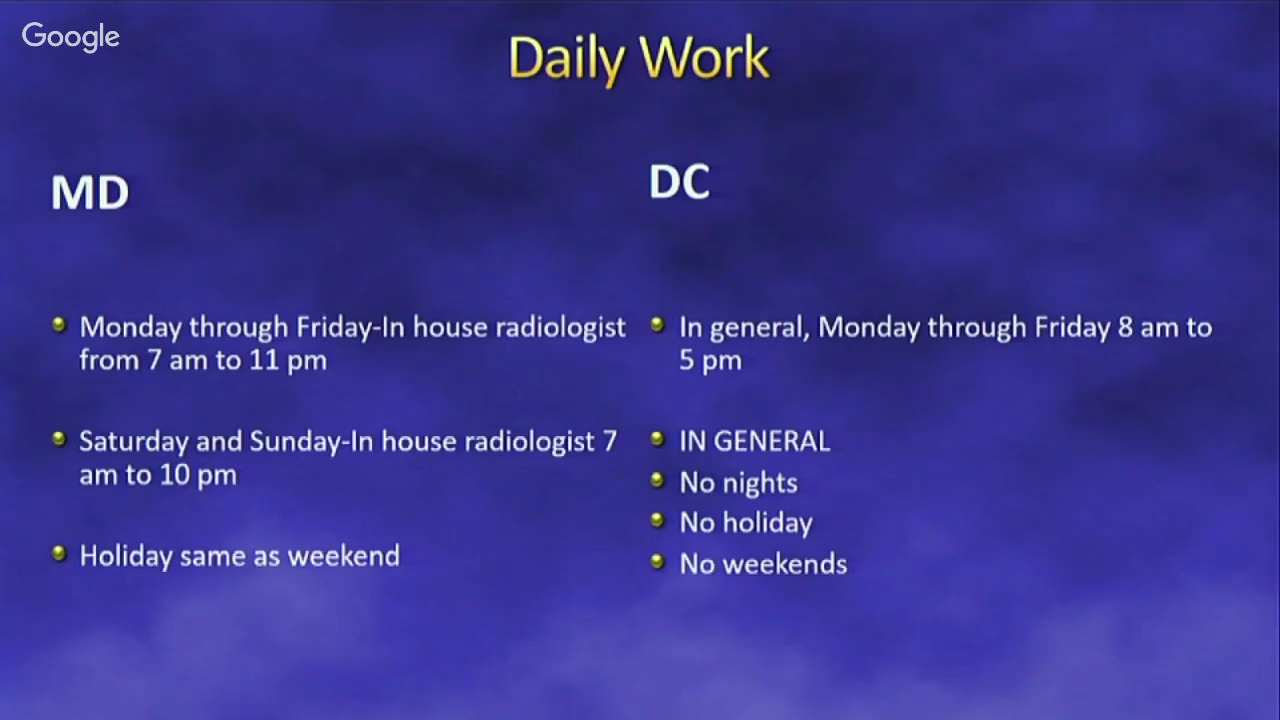 Google
Daily Work
MD
Monday through Friday-In house radiologist
from 7 am to 11 pm
Saturday and Sunday-In house radiologist 7
am to 10 pm
Holiday same as weekend
DC
In general, Monday through Friday 8 am to
5 pm
IN GENERAL
No nights
No holiday
No weekends